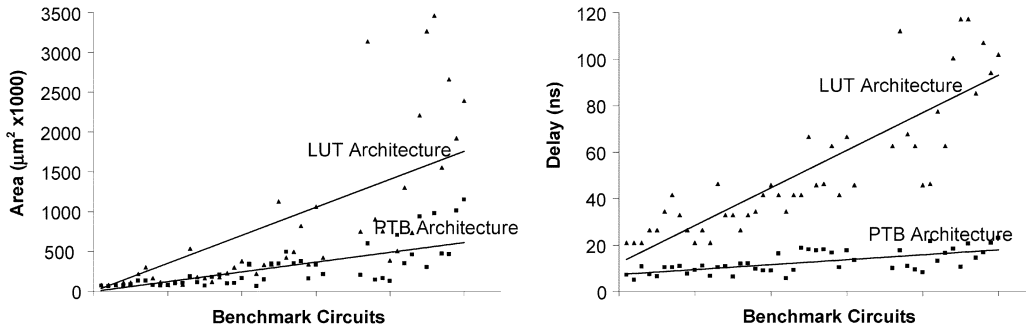 3500
3000
2500
2000
1500
1000
500
0
Area (μm² x1000)
LUT Architecture
PTB Architecture
Benchmark Circuits
120
100
80
60
40
20
0
Delay (ns)
LUT Architecture
PTB Architecture
Benchmark Circuits